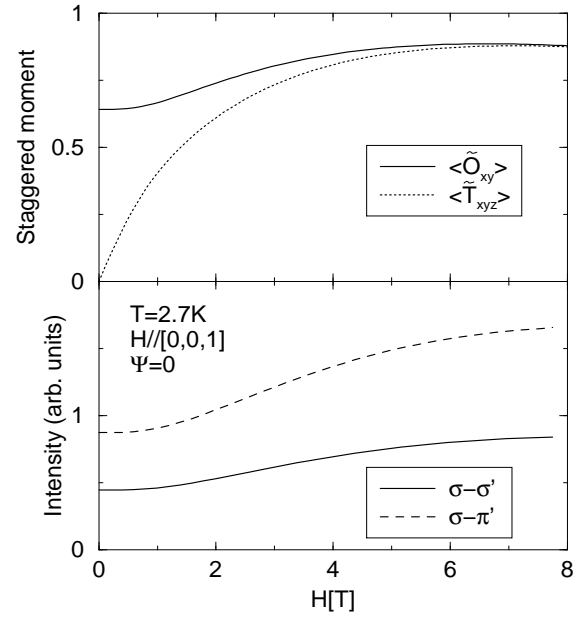 Staggered moment
1
0.5
0
<Õ_xy>
<T̃_xyz>
Intensity (arb. units)
1
0
T=2.7K
H//[0,0,1]
Ψ=0
σ−σ’
σ−π’
0 2 4 6 8
H[T]